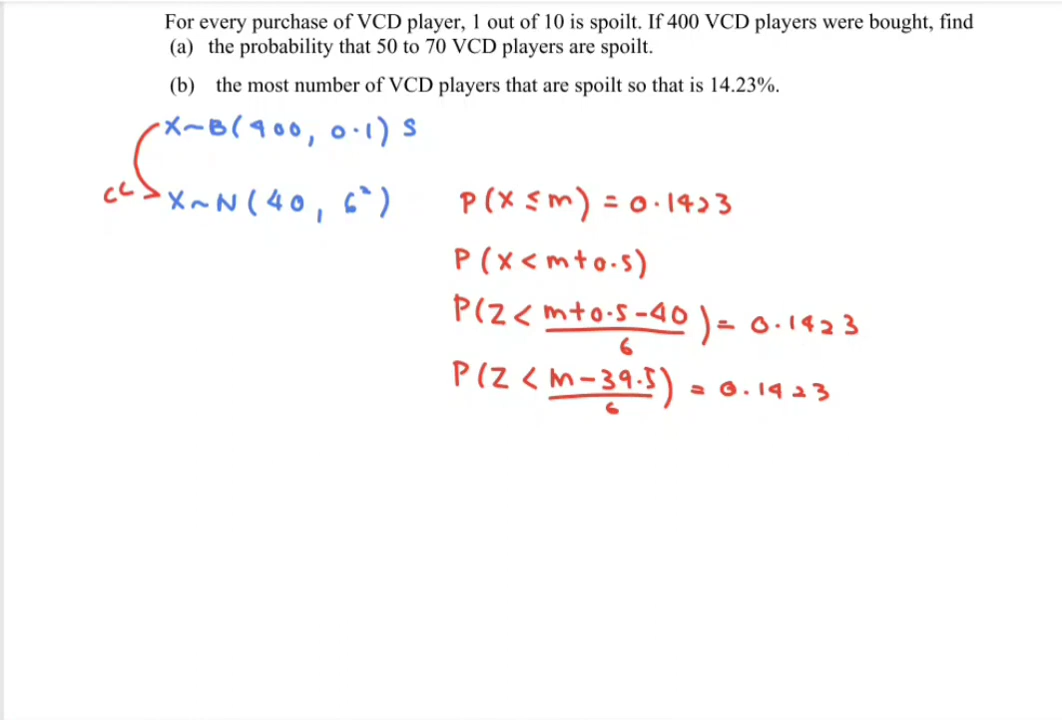 For every purchase of VCD player, 1 out of 10 is spoilt. If 400 VCD players were bought, find
(a) the probability that 50 to 70 VCD players are spoilt.
(b) the most number of VCD players that are spoilt so that is 14.23%.
X~B(400, 0.1) S
CC X~N(40, 6²)
P(X ≤ m) = 0.1423
P(X < m+0.5)
P(Z < m+0.5-40 / 6) = 0.1423
P(Z < m-39.5 / 6) = 0.1423